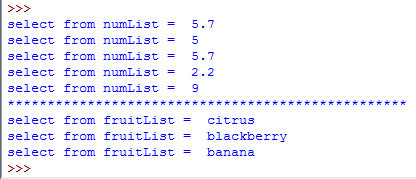 >>>
select from numList =  5.7
select from numList =  5
select from numList =  5.7
select from numList =  2.2
select from numList =  9
**************************************************
select from fruitList =  citrus
select from fruitList =  blackberry
select from fruitList =  banana
>>>